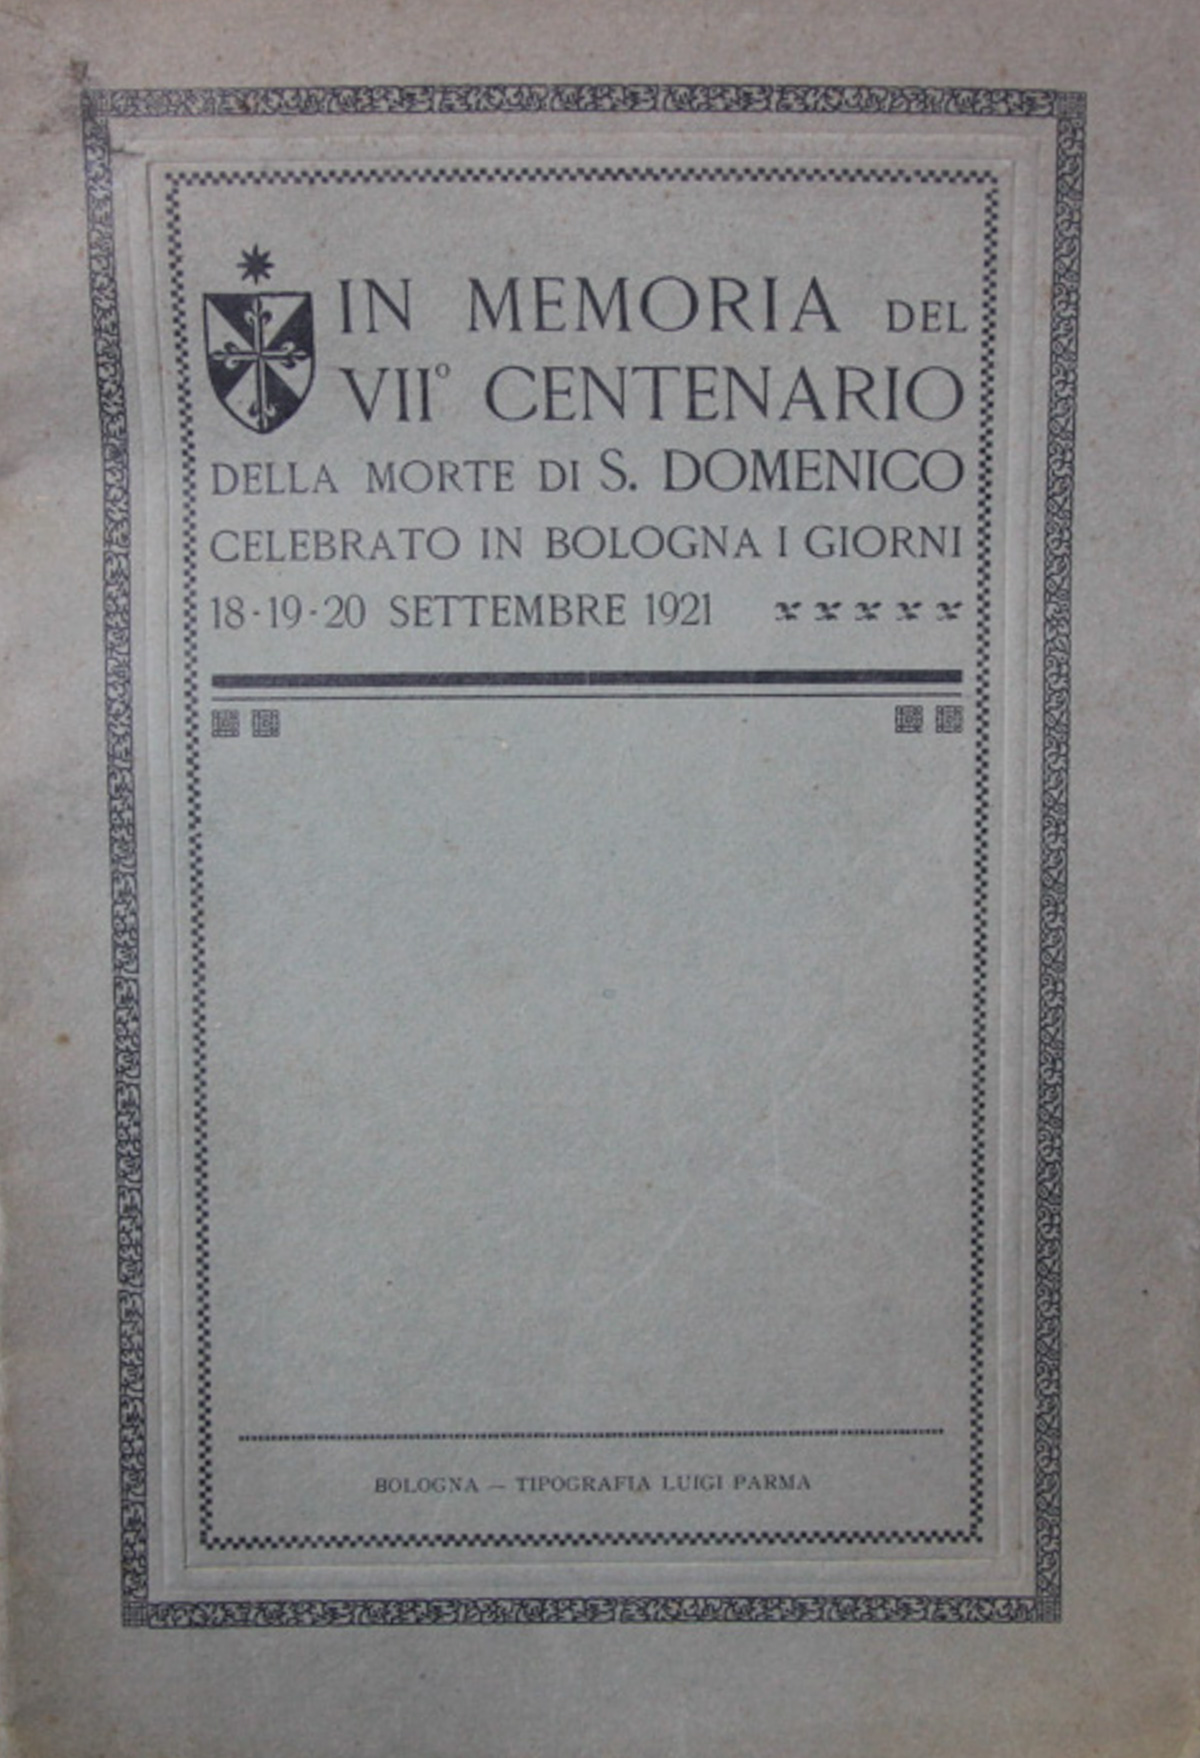 IN MEMORIA DEL
VIIº CENTENARIO
DELLA MORTE DI S. DOMENICO
CELEBRATO IN BOLOGNA I GIORNI
18-19-20 SETTEMBRE 1921
BOLOGNA — TIPOGRAFIA LUIGI PARMA